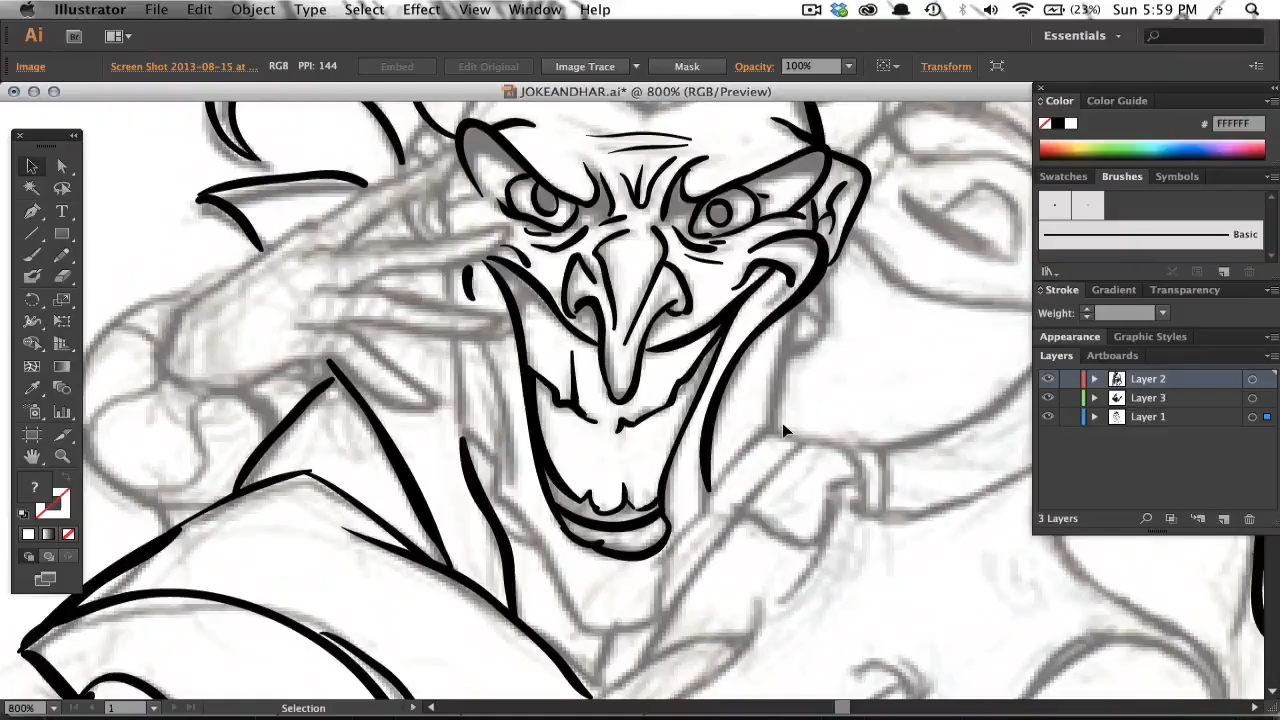 Illustrator File Edit Object Type Select Effect View Window Help (23%) Sun 5:59 PM
Ai Br Essentials
Image Screen Shot 2013-08-15 at ... RGB PPI: 144 Embed Edit Original Image Trace Mask Opacity: 100% Transform
JOKEANDHAR.ai* @ 800% (RGB/Preview)
Color Color Guide
# FFFFFF
Swatches Brushes Symbols
Basic
Stroke Gradient Transparency
Weight:
Appearance Graphic Styles
Layers Artboards
Layer 2
Layer 3
Layer 1
T
?
3 Layers
800% 1 Selection